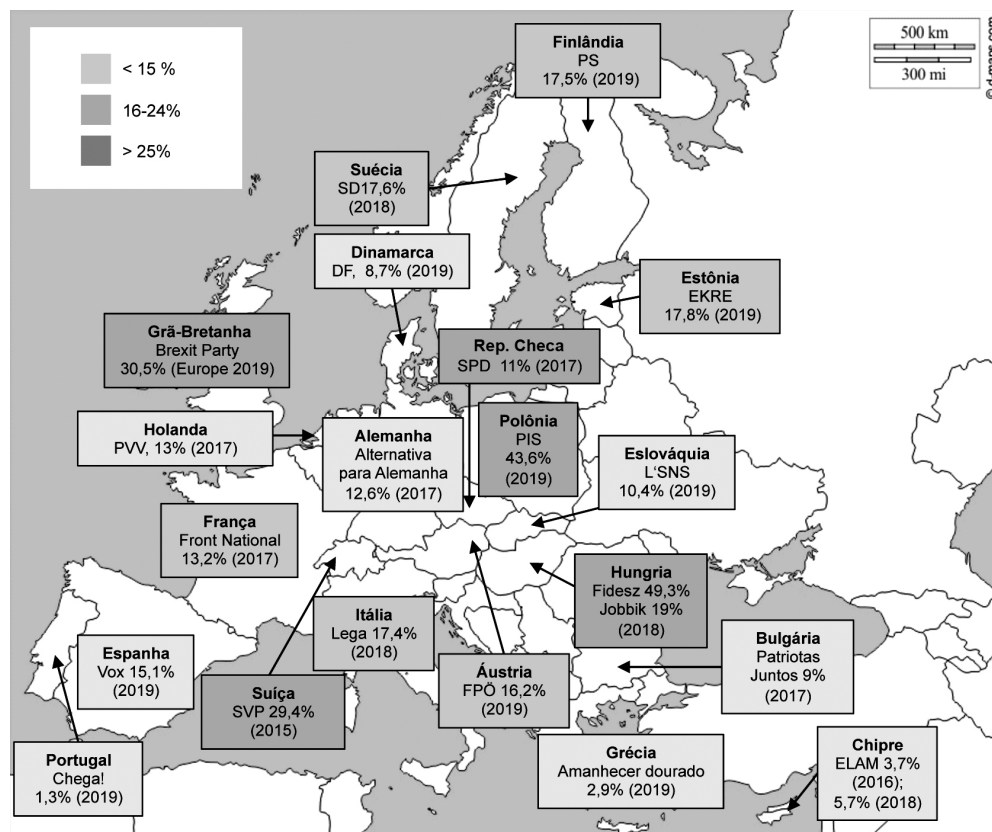 < 15 %
16-24%
> 25%
500 km
300 mi
© d-maps.com
Finlândia
PS
17,5% (2019)
Suécia
SD17,6%
(2018)
Dinamarca
DF, 8,7% (2019)
Estônia
EKRE
17,8% (2019)
Grã-Bretanha
Brexit Party
30,5% (Europe 2019)
Rep. Checa
SPD 11% (2017)
Holanda
PVV, 13% (2017)
Alemanha
Alternativa
para Alemanha
12,6% (2017)
Polônia
PIS
43,6%
(2019)
Eslováquia
L‘SNS
10,4% (2019)
França
Front National
13,2% (2017)
Hungria
Fidesz 49,3%
Jobbik 19%
(2018)
Itália
Lega 17,4%
(2018)
Bulgária
Patriotas
Juntos 9%
(2017)
Espanha
Vox 15,1%
(2019)
Suíça
SVP 29,4%
(2015)
Áustria
FPÖ 16,2%
(2019)
Portugal
Chega!
1,3% (2019)
Grécia
Amanhecer dourado
2,9% (2019)
Chipre
ELAM 3,7%
(2016);
5,7% (2018)